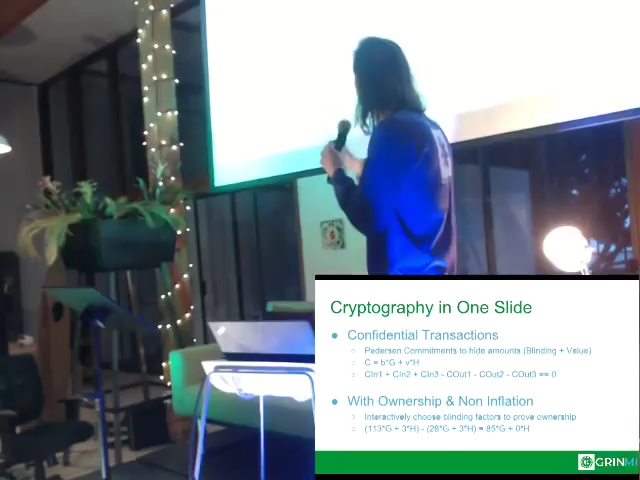 Cryptography in One Slide
● Confidential Transactions
○ Pedersen Commitments to hide amounts (Blinding + Value)
○ C = b*G + v*H
○ CIn1 + CIn2 + CIn3 - COut1 - COut2 - COut3 == 0
● With Ownership & Non Inflation
○ Interactively choose blinding factors to prove ownership
○ (113*G + 3*H) - (28*G + 3*H) = 85*G + 0*H
GRINMI